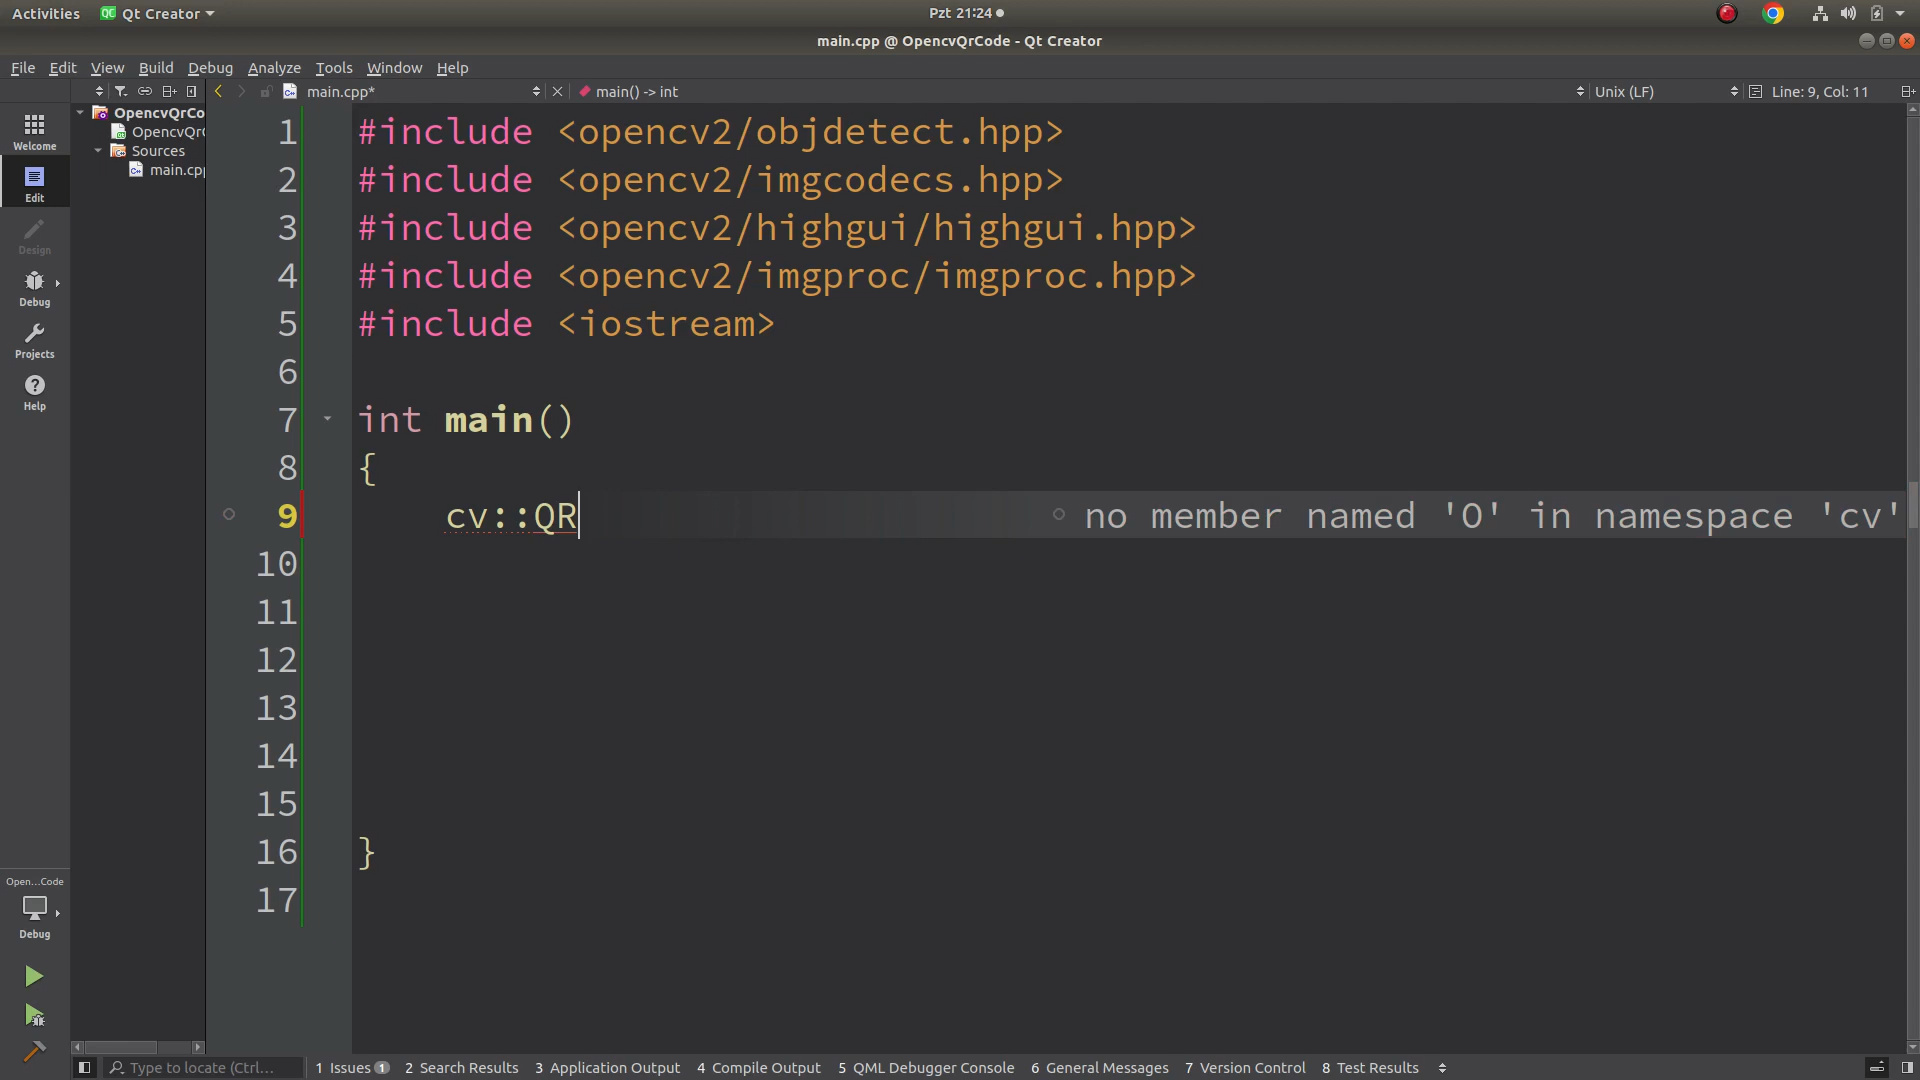 Activities Qt Creator Pzt 21:24
main.cpp @ OpencvQrCode - Qt Creator
File Edit View Build Debug Analyze Tools Window Help
main.cpp* main() -> int Unix (LF) Line: 9, Col: 11
OpencvQrCo
OpencvQr
Sources
main.cpp
Welcome
Edit
Design
Debug
Projects
Help
1 #include <opencv2/objdetect.hpp>
2 #include <opencv2/imgcodecs.hpp>
3 #include <opencv2/highgui/highgui.hpp>
4 #include <opencv2/imgproc/imgproc.hpp>
5 #include <iostream>
6
7 int main()
8 {
9 cv::QR no member named 'O' in namespace 'cv'
10
11
12
13
14
15
16 }
17
Open...Code
Debug
Type to locate (Ctrl... 1 Issues 1 2 Search Results 3 Application Output 4 Compile Output 5 QML Debugger Console 6 General Messages 7 Version Control 8 Test Results